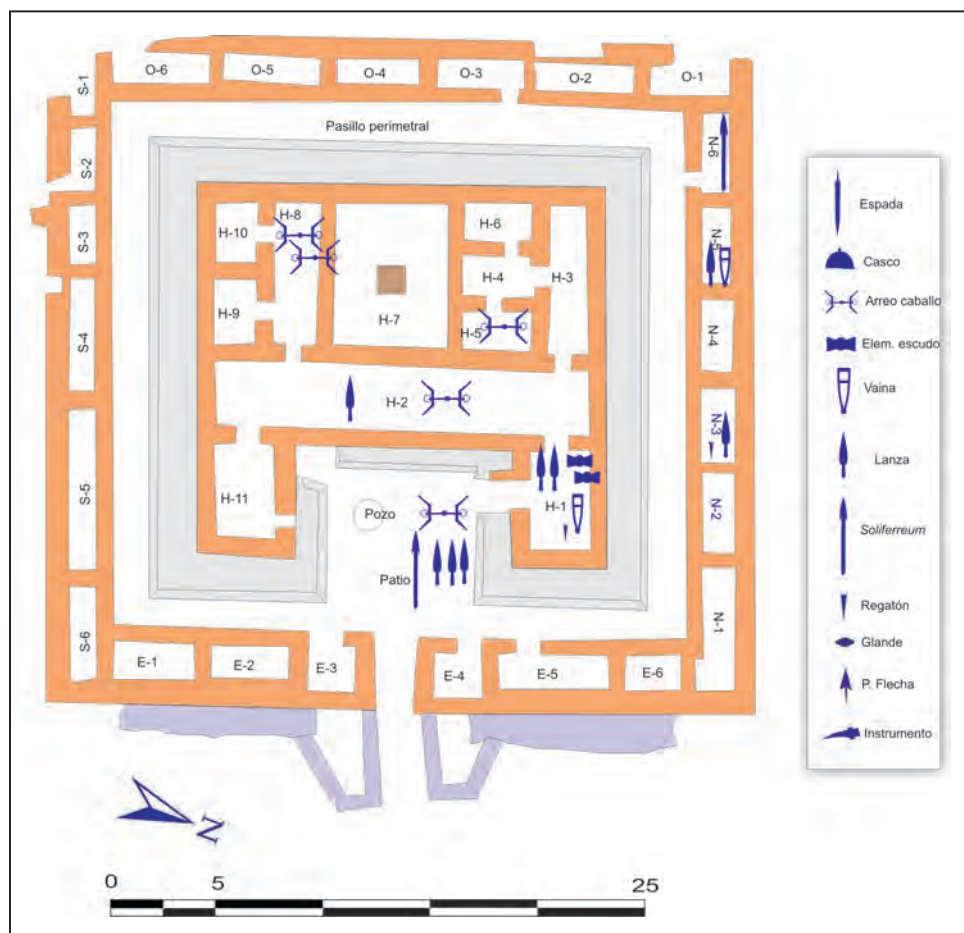 O-6
O-5
O-4
O-3
O-2
O-1
S-1
S-2
S-3
S-4
S-5
S-6
Pasillo perimetral
N-6
N-5
N-4
N-3
N-2
N-1
H-10
H-8
H-6
H-4
H-3
H-9
H-7
H-5
H-2
H-11
H-1
Pozo
Patio
E-1
E-2
E-3
E-4
E-5
E-6
Espada
Casco
Arreo caballo
Elem. escudo
Vaina
Lanza
Soliferreum
Regatón
Glande
P. Flecha
Instrumento
N
0
5
25